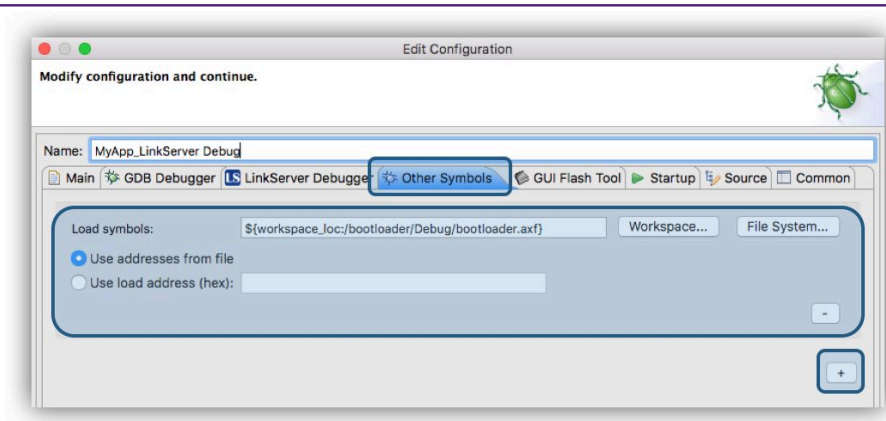 Edit Configuration
Modify configuration and continue.
Name: MyApp_LinkServer Debug
Main GDB Debugger LS LinkServer Debugger Other Symbols GUI Flash Tool Startup Source Common
Load symbols: ${workspace_loc:/bootloader/Debug/bootloader.axf} Workspace... File System...
Use addresses from file
Use load address (hex):
-
+